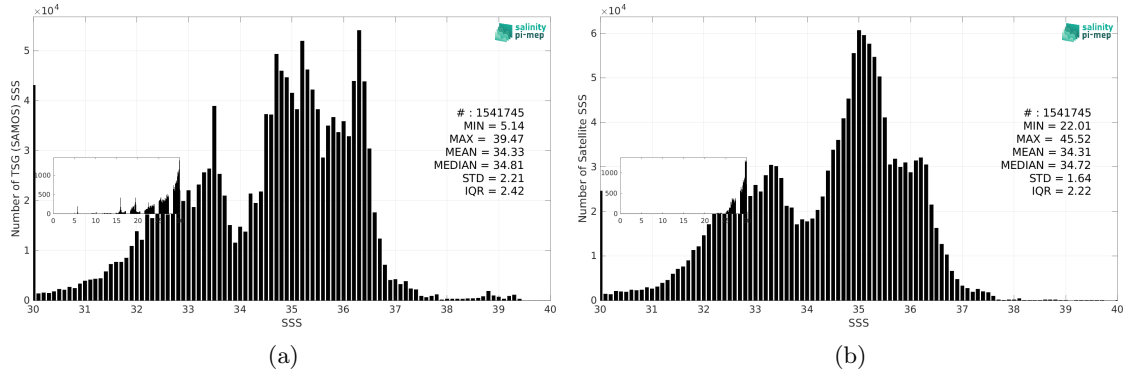 ×10⁴
5
4
3
2
1
0
Number of TSG (SAMOS) SSS
salinity
pi-mep
# : 1541745
MIN = 5.14
MAX = 39.47
MEAN = 34.33
MEDIAN = 34.81
STD = 2.21
IQR = 2.42
1000
500
0
0 5 10 15 20 25
30 31 32 33 34 35 36 37 38 39 40
SSS
(a)
×10⁴
6
5
4
3
2
1
0
Number of Satellite SSS
salinity
pi-mep
# : 1541745
MIN = 22.01
MAX = 45.52
MEAN = 34.31
MEDIAN = 34.72
STD = 1.64
IQR = 2.22
1000
500
0
0 5 10 15 20 25
30 31 32 33 34 35 36 37 38 39 40
SSS
(b)